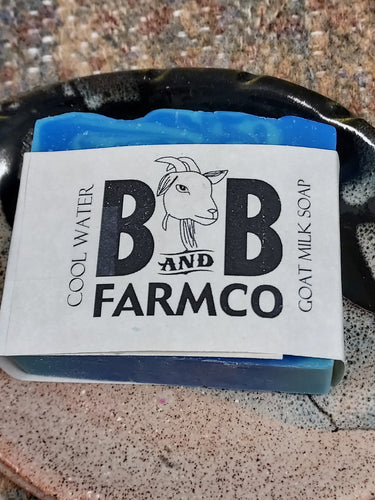 COOL WATER
B AND B
FARMCO
GOAT MILK SOAP